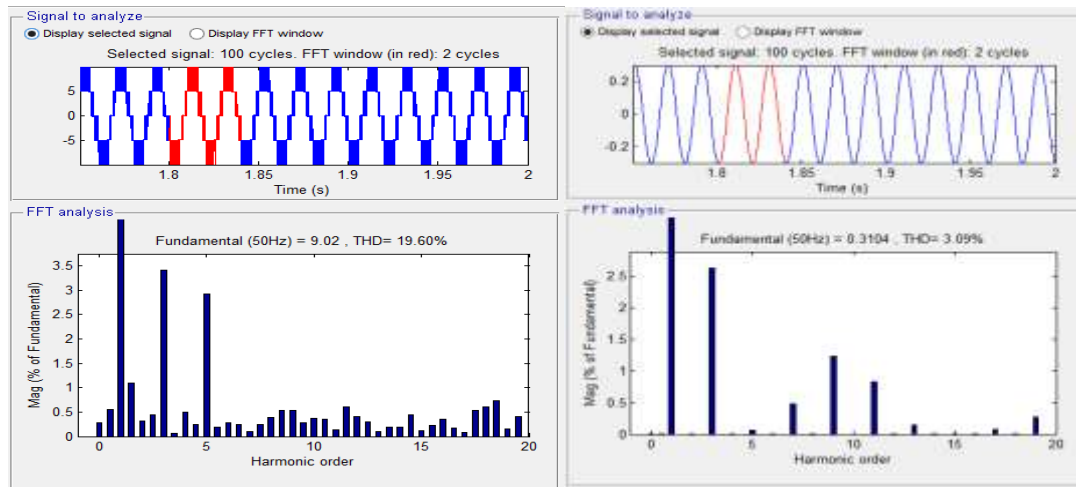 Signal to analyze
Display selected signal Display FFT window
Selected signal: 100 cycles. FFT window (in red): 2 cycles
5
0
-5
1.8 1.85 1.9 1.95 2
Time (s)
FFT analysis
Fundamental (50Hz) = 9.02 , THD= 19.60%
Mag (% of Fundamental)
3.5
3
2.5
2
1.5
1
0.5
0
0 5 10 15 20
Harmonic order
Signal to analyze
Display selected signal Display FFT window
Selected signal: 100 cycles. FFT window (in red): 2 cycles
0.2
0
-0.2
1.8 1.85 1.9 1.95 2
Time (s)
FFT analysis
Fundamental (50Hz) = 0.3104 , THD= 3.09%
Mag (% of Fundamental)
2.5
2
1.5
1
0.5
0
0 5 10 15 20
Harmonic order